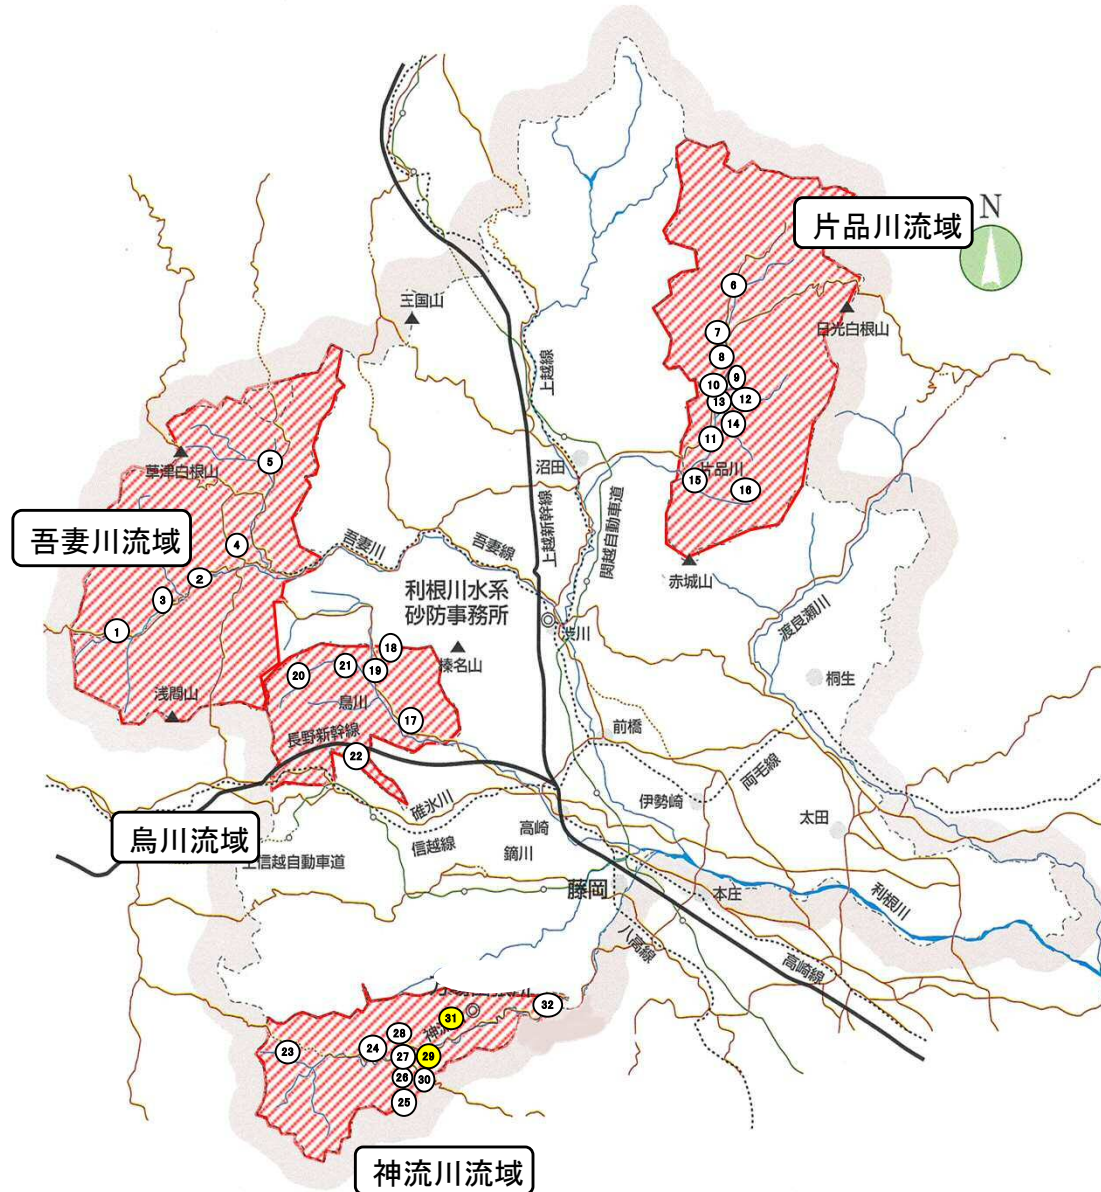 片品川流域
N
三国山
日光白根山
上越線
6
7
8
9
10
12
13
14
11
片品川
15
16
沼田
草津白根山
5
吾妻川流域
4
2
3
1
吾妻川
吾妻線
上越新幹線
関越自動車道
赤城山
渡良瀬川
利根川水系
砂防事務所
渋川
榛名山
桐生
浅間山
18
19
21
20
烏川
17
長野新幹線
22
前橋
両毛線
伊勢崎
太田
烏川流域
碓氷川
高崎
信越線
上信越自動車道
鏑川
藤岡
本庄
利根川
八高線
高崎線
32
31
28
神流
23
24
27
29
26
30
25
神流川流域